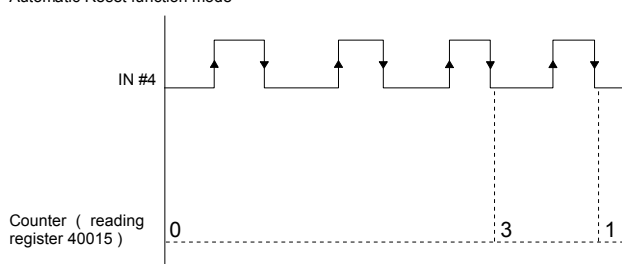 Automatic Reset function mode
IN #4
Counter ( reading
register 40015 )
0
3
1